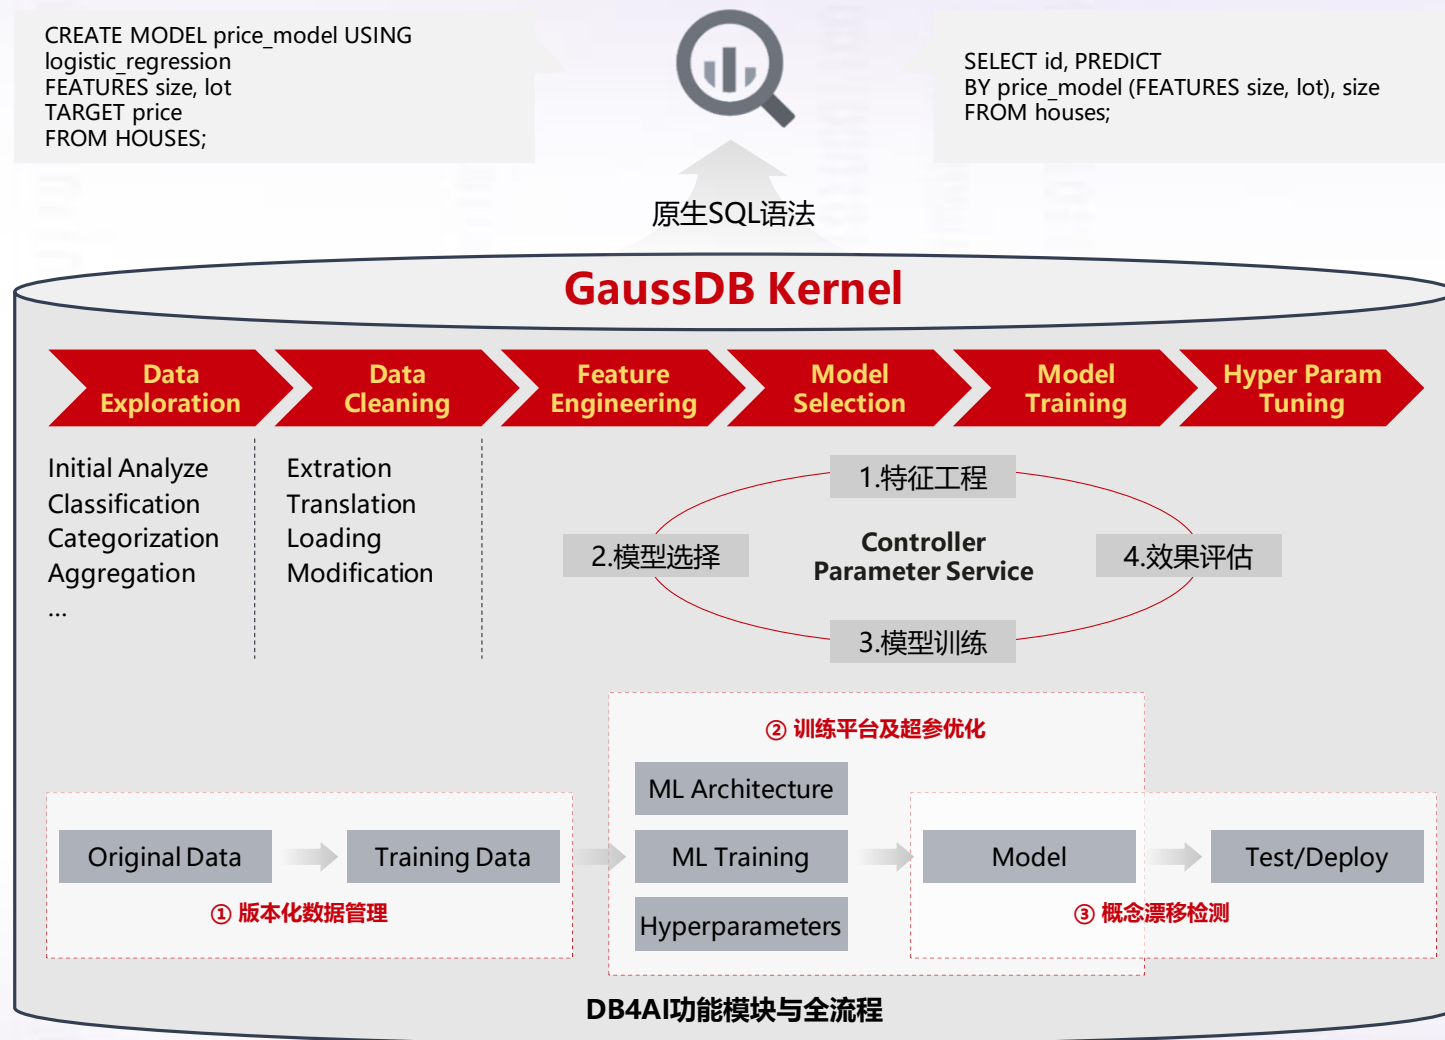 CREATE MODEL price_model USING
logistic_regression
FEATURES size, lot
TARGET price
FROM HOUSES;
SELECT id, PREDICT
BY price_model (FEATURES size, lot), size
FROM houses;
原生SQL语法
GaussDB Kernel
Data
Exploration
Data
Cleaning
Feature
Engineering
Model
Selection
Model
Training
Hyper Param
Tuning
Initial Analyze
Classification
Categorization
Aggregation
...
Extration
Translation
Loading
Modification
1.特征工程
2.模型选择
Controller
Parameter Service
4.效果评估
3.模型训练
② 训练平台及超参优化
ML Architecture
Original Data
Training Data
ML Training
Model
Test/Deploy
① 版本化数据管理
Hyperparameters
③ 概念漂移检测
DB4AI功能模块与全流程